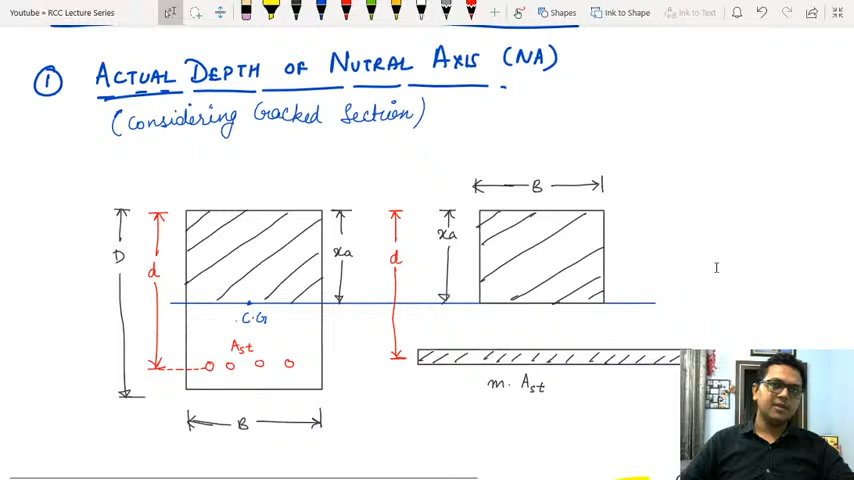 Youtube » RCC Lecture Series
Shapes
Ink to Shape
Ink to Text
① ACTUAL DEPTH OF NUTRAL AXIS (NA)
(Considering Cracked Section)
B
D
d
xa
d
xa
.C.G
Ast
m. Ast
B